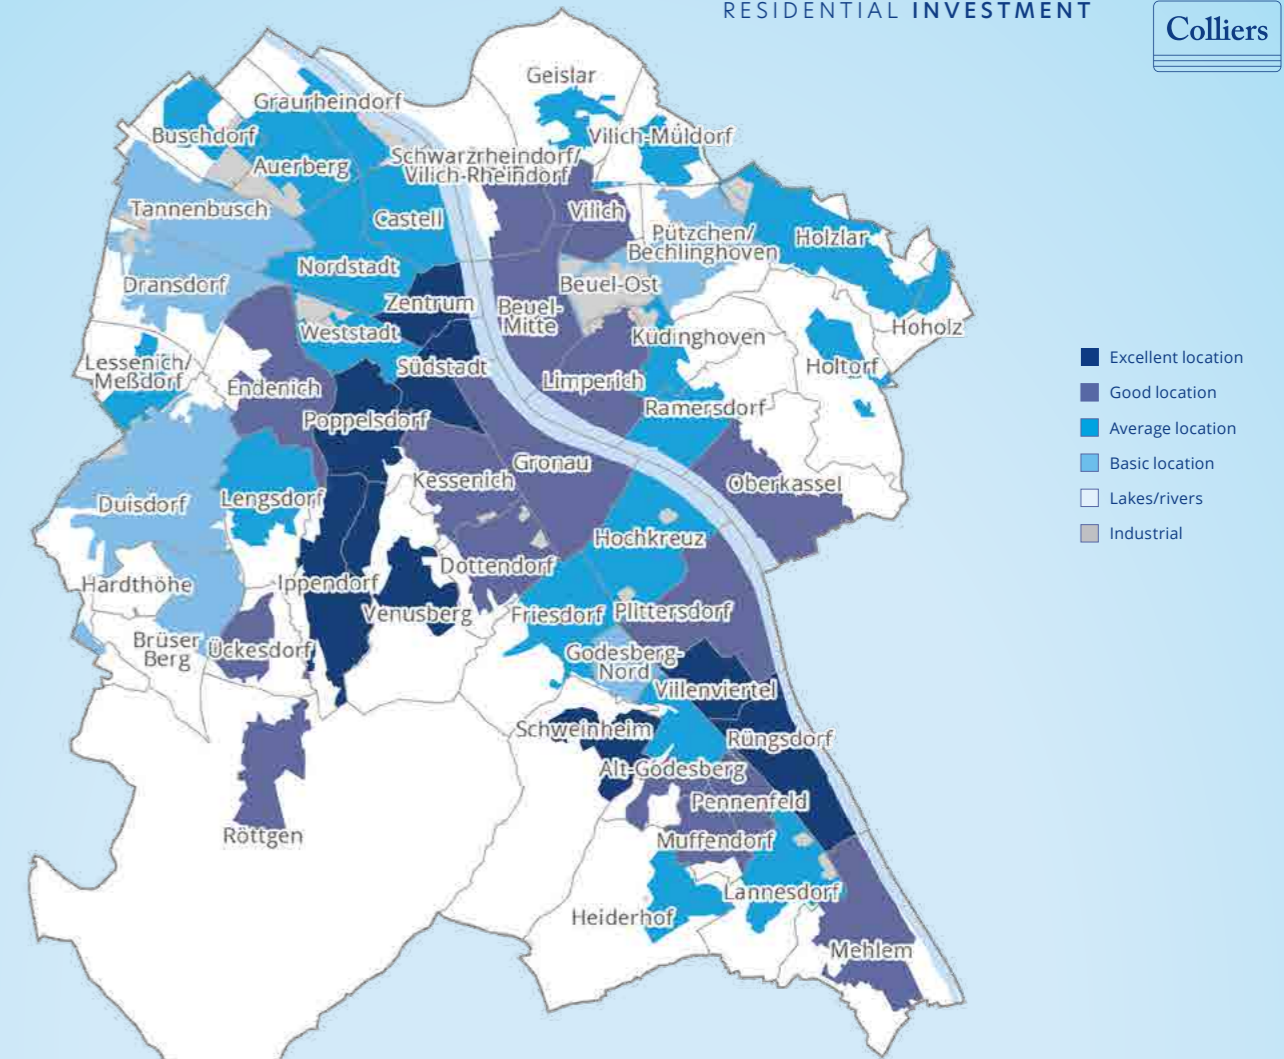 RESIDENTIAL INVESTMENT
Colliers
Geislar
Graurheindorf
Buschdorf
Vilich-Müldorf
Auerberg
Schwarzrheindorf/
Vilich-Rheindorf
Tannenbusch
Castell
Vilich
Pützchen/
Bechlinghoven
Holzlar
Nordstadt
Dransdorf
Beuel-Ost
Zentrum
Beuel-
Mitte
Weststadt
Küdinghoven
Hoholz
Lessenich/
Meßdorf
Südstadt
Holtorf
Endenich
Limperich
Poppelsdorf
Ramersdorf
Gronau
Kessenich
Oberkassel
Duisdorf
Lengsdorf
Hochkreuz
Dottendorf
Hardthöhe
Ippendorf
Venusberg
Friesdorf
Plittersdorf
Brüser
Berg
Ückesdorf
Godesberg-
Nord
Villenviertel
Schweinheim
Rüngsdorf
Alt-Godesberg
Pennenfeld
Röttgen
Muffendorf
Lannesdorf
Heiderhof
Mehlem
Excellent location
Good location
Average location
Basic location
Lakes/rivers
Industrial